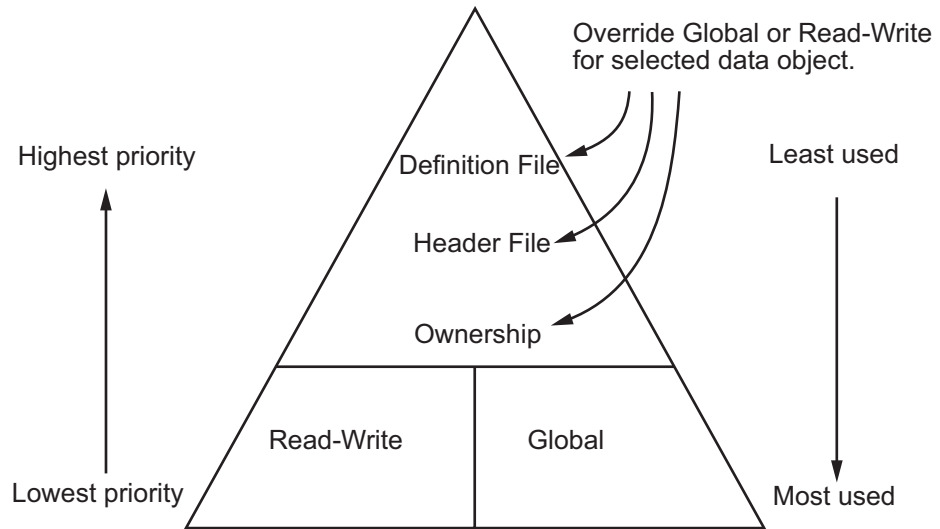 Override Global or Read-Write
for selected data object.
Highest priority
Definition File
Least used
Header File
Ownership
Read-Write
Global
Lowest priority
Most used